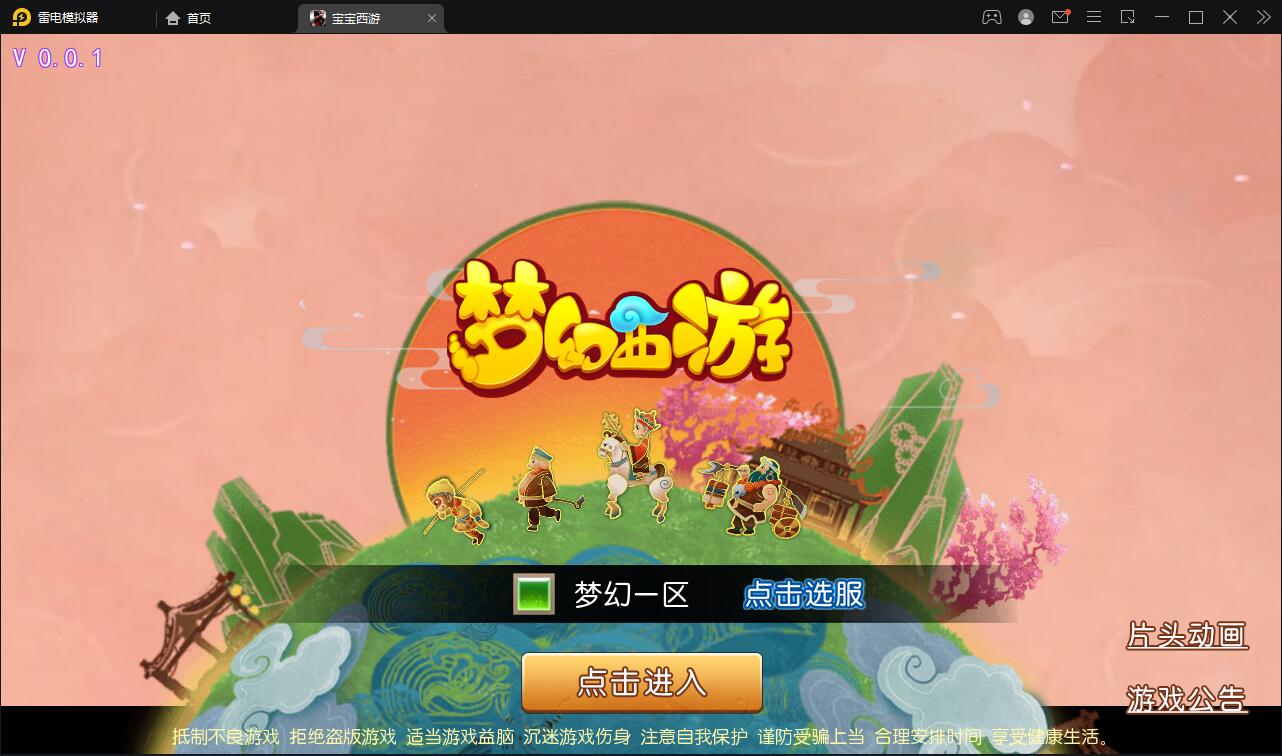 雷电模拟器 首页 宝宝西游
V 0.0.1
梦幻西游
梦幻一区 点击选服
片头动画
点击进入
游戏公告
抵制不良游戏 拒绝盗版游戏 适当游戏益脑 沉迷游戏伤身 注意自我保护 谨防受骗上当 合理安排时间 享受健康生活。